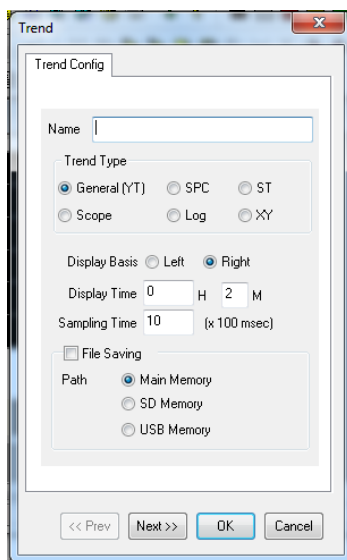 Trend
Trend Config
Name
Trend Type
General (YT) SPC ST
Scope Log XY
Display Basis Left Right
Display Time 0 H 2 M
Sampling Time 10 (x 100 msec)
File Saving
Path Main Memory
SD Memory
USB Memory
<< Prev Next >> OK Cancel